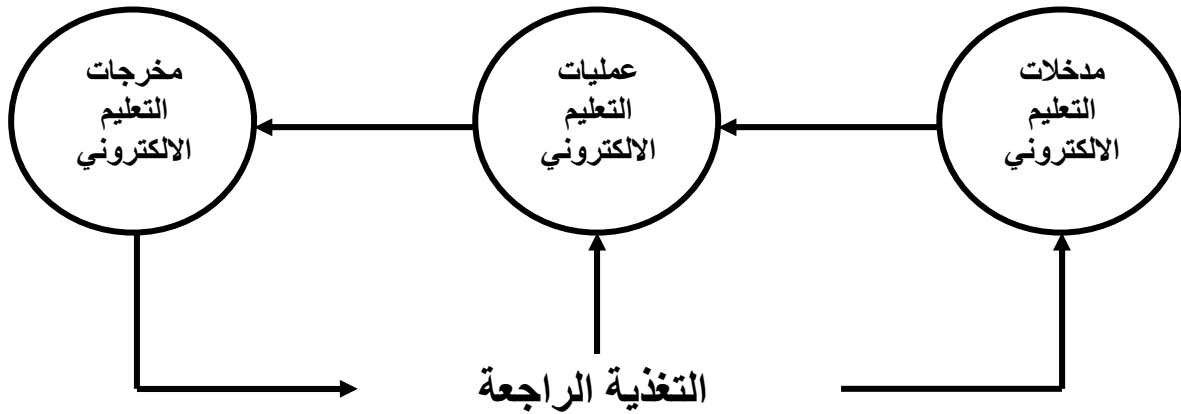 مدخلات
التعليم
الالكتروني
عمليات
التعليم
الالكتروني
مخرجات
التعليم
الالكتروني
التغذية الراجعة